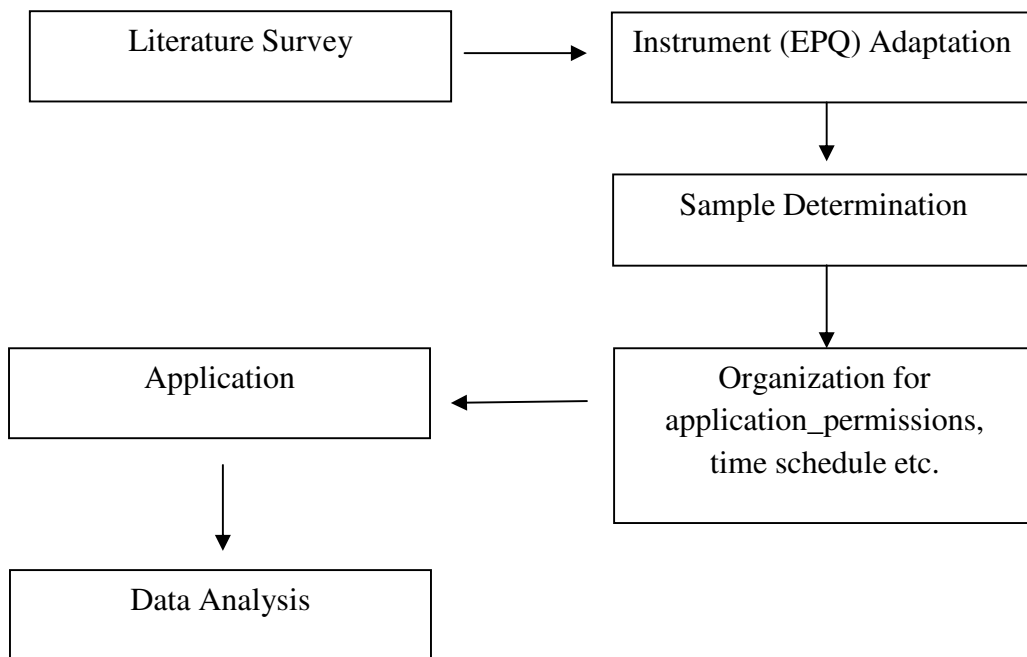 Literature Survey
Instrument (EPQ) Adaptation
Sample Determination
Organization for
application_permissions,
time schedule etc.
Application
Data Analysis